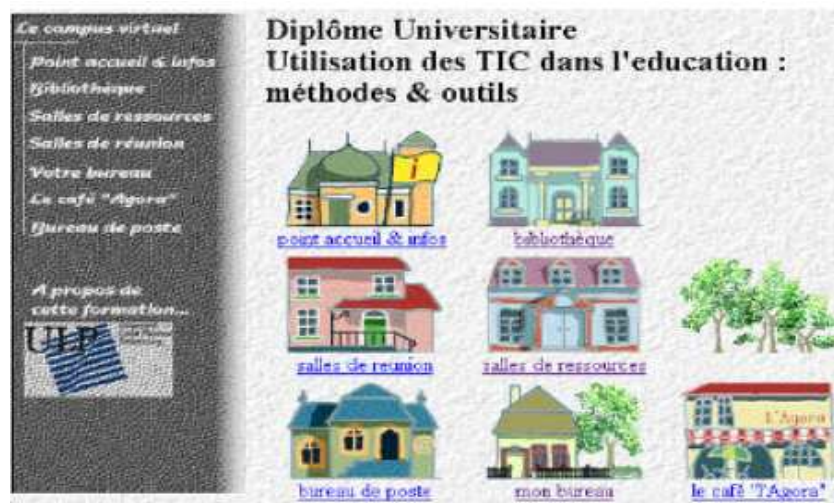 Le campus virtuel
Point accueil & infos
Bibliothèque
Salles de ressources
Salles de réunion
Votre bureau
Le café "Agora"
Bureau de poste
A propos de
cette formation...
ULP
Diplôme Universitaire
Utilisation des TIC dans l'education :
méthodes & outils
point accueil & infos
bibliothèque
salles de reunion
salles de ressources
bureau de poste
mon bureau
L'Agora
le café "l'Agora"